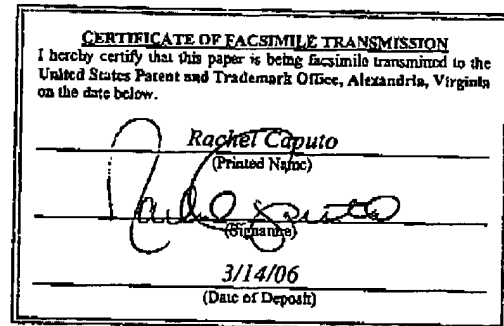 CERTIFICATE OF FACSIMILE TRANSMISSION
I hereby certify that this paper is being facsimile transmitted to the
United States Patent and Trademark Office, Alexandria, Virginia
on the date below.
Rachel Caputo
(Printed Name)
Rachel Caputo
(Signature)
3/14/06
(Date of Deposit)